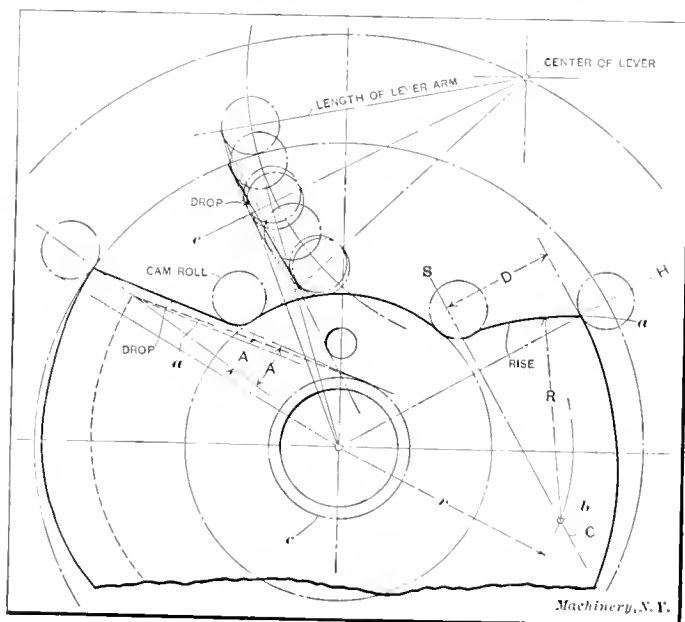 CENTER OF LEVER
LENGTH OF LEVER ARM
DROP
c
CAM ROLL
S
D
H
a
DROP
a
A
A
RISE
R
r
b
C
c
Machinery, N.Y.